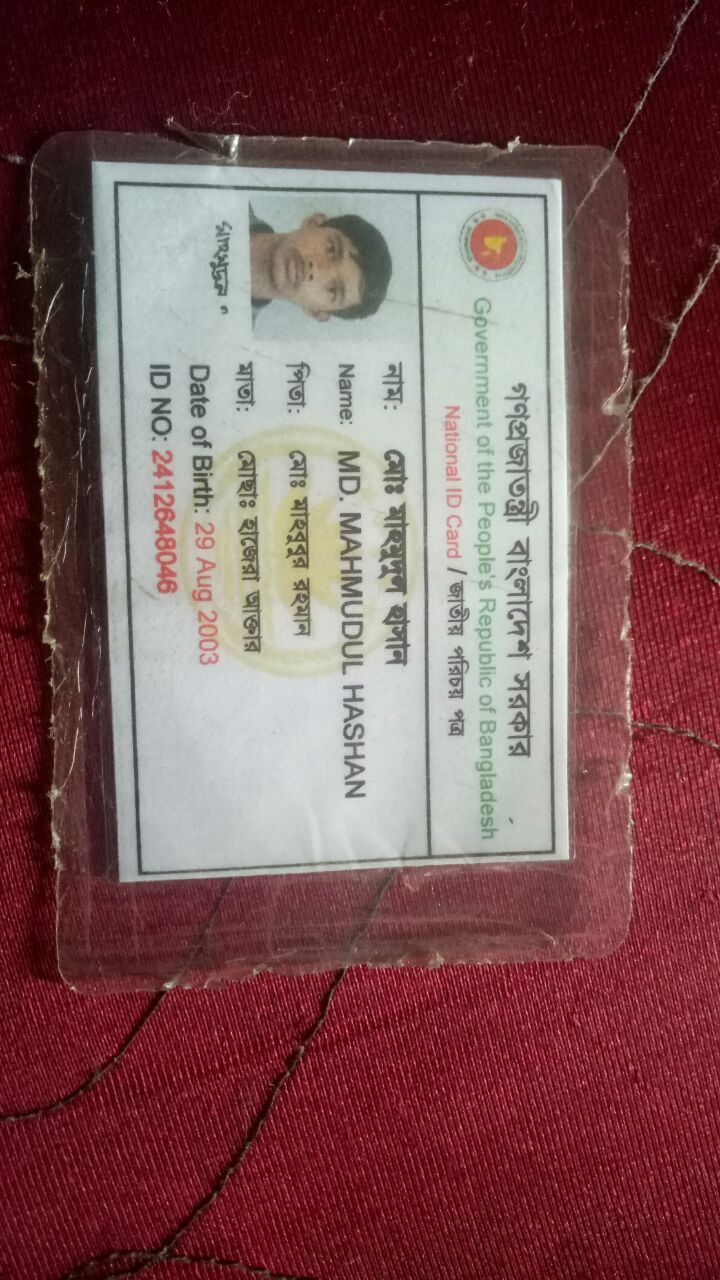 গণপ্রজাতন্ত্রী বাংলাদেশ সরকার
Government of the People's Republic of Bangladesh
National ID Card / জাতীয় পরিচয় পত্র
নাম: মোঃ মাহমুদুল হাসান
Name: MD. MAHMUDUL HASHAN
পিতা: মোঃ মাহবুবুর রহমান
মাতা: মোছাঃ হাজেরা আক্তার
Date of Birth: 29 Aug 2003
ID NO: 2412648046
মাহমুদুল